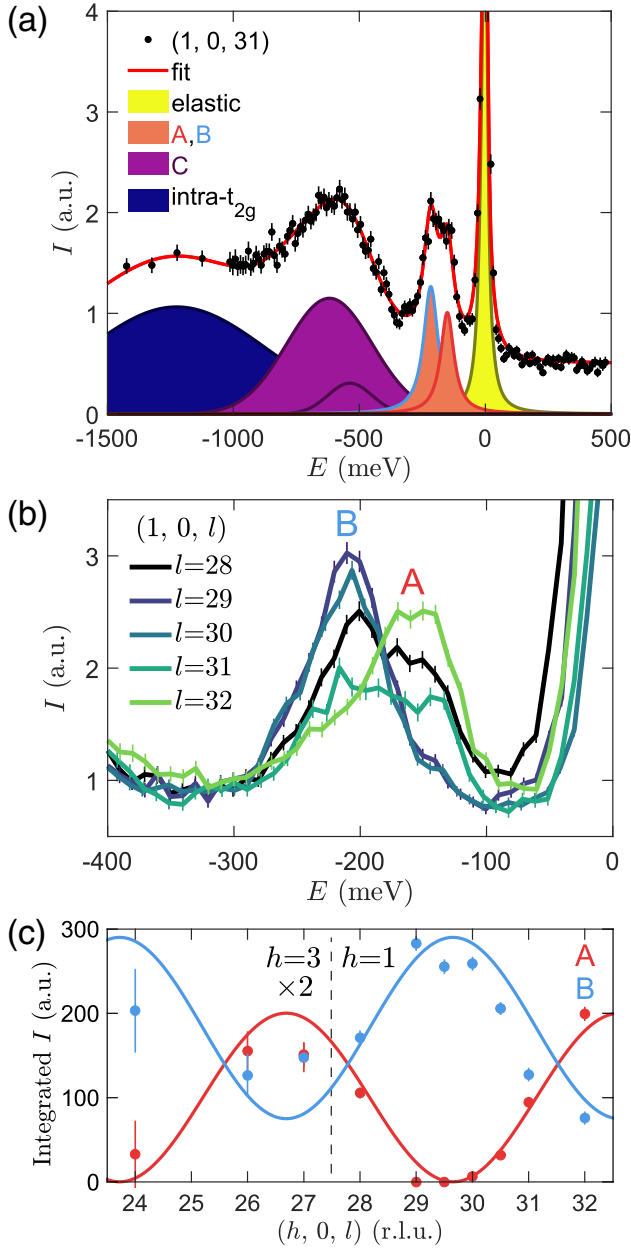 (a)
4
3
2
1
0
I (a.u.)
(1, 0, 31)
fit
elastic
A,B
C
intra-t2g
-1500 -1000 -500 0 500
E (meV)
(b)
3
2
1
I (a.u.)
(1, 0, l)
l=28
l=29
l=30
l=31
l=32
B
A
-400 -300 -200 -100 0
E (meV)
(c)
300
200
100
0
Integrated I (a.u.)
h=3 h=1
×2
A
B
24 25 26 27 28 29 30 31 32
(h, 0, l) (r.l.u.)